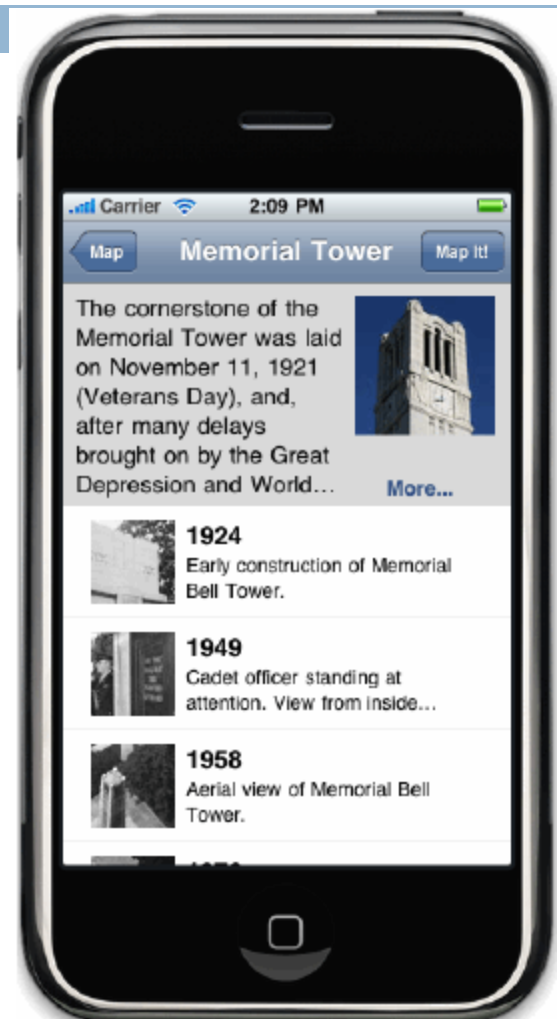 Carrier 2:09 PM
Map Memorial Tower Map It!
The cornerstone of the
Memorial Tower was laid
on November 11, 1921
(Veterans Day), and,
after many delays
brought on by the Great
Depression and World...
More...
1924
Early construction of Memorial
Bell Tower.
1949
Cadet officer standing at
attention. View from inside...
1958
Aerial view of Memorial Bell
Tower.